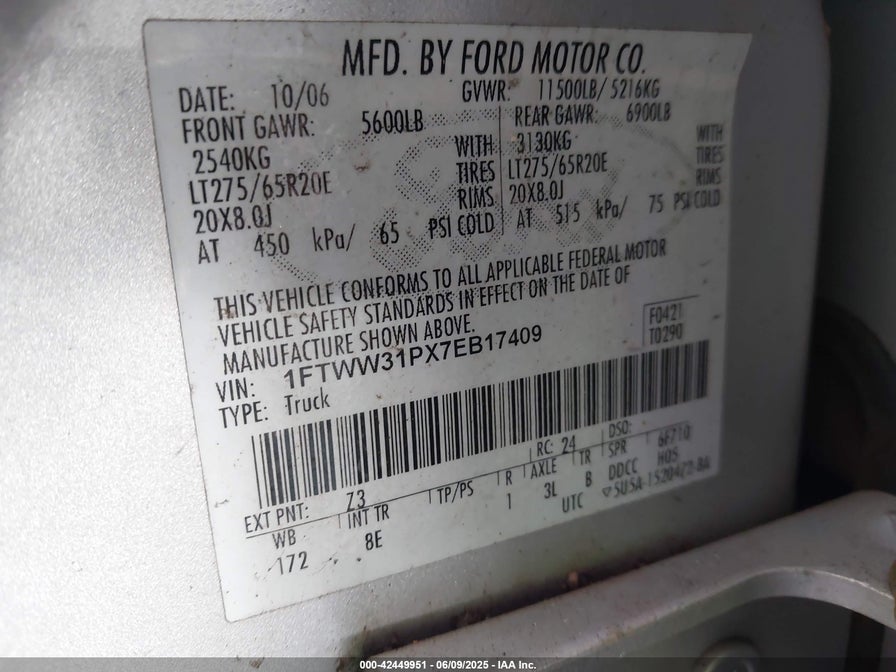 MFD. BY FORD MOTOR CO.
DATE: 10/06 GVWR: 11500LB/ 5216KG
FRONT GAWR: 5600LB REAR GAWR: 6900LB
2540KG WITH 3130KG WITH
LT275/65R20E TIRES LT275/65R20E TIRES
20X8.0J RIMS 20X8.0J RIMS
AT 450 kPa/ 65 PSI COLD AT 515 kPa/ 75 PSI COLD
THIS VEHICLE CONFORMS TO ALL APPLICABLE FEDERAL MOTOR
VEHICLE SAFETY STANDARDS IN EFFECT ON THE DATE OF
MANUFACTURE SHOWN ABOVE.
F0421
T0290
VIN: 1FTWW31PX7EB17409
TYPE: Truck
RC: 24 DSO:
EXT PNT: Z3 TP/PS R AXLE TR SPR 6F710
WB INT TR 1 3L B DDCC HOS
172 8E UTC
000-42449951 - 06/09/2025 - IAA Inc.